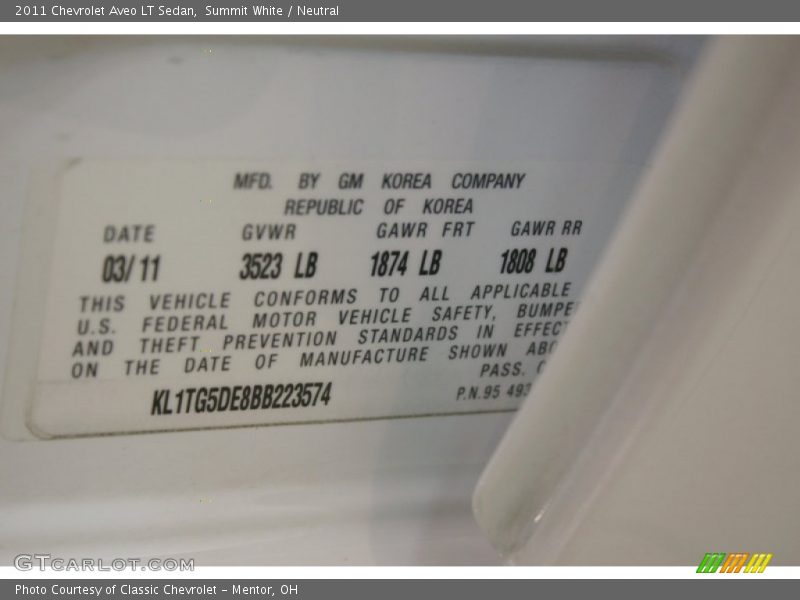 2011 Chevrolet Aveo LT Sedan, Summit White / Neutral
MFD. BY GM KOREA COMPANY
REPUBLIC OF KOREA
DATE GVWR GAWR FRT GAWR RR
03/11 3523 LB 1874 LB 1808 LB
THIS VEHICLE CONFORMS TO ALL APPLICABLE
U.S. FEDERAL MOTOR VEHICLE SAFETY, BUMPE
AND THEFT PREVENTION STANDARDS IN EFFECT
ON THE DATE OF MANUFACTURE SHOWN ABO
PASS.
KL1TG5DE8BB223574 P.N.95 493
GTCARLOT.COM
Photo Courtesy of Classic Chevrolet - Mentor, OH